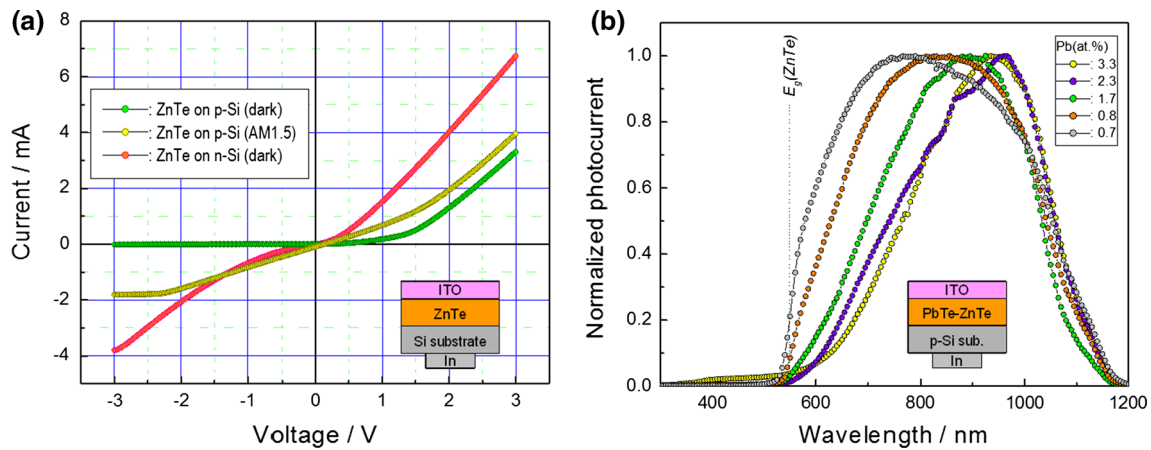 (a)
8
6
4
2
0
-2
-4
Current / mA
: ZnTe on p-Si (dark)
: ZnTe on p-Si (AM1.5)
: ZnTe on n-Si (dark)
ITO
ZnTe
Si substrate
In
-3 -2 -1 0 1 2 3
Voltage / V
(b)
1.0
0.8
0.6
0.4
0.2
0.0
Normalized photocurrent
Eg(ZnTe)
Pb(at.%)
: 3.3
: 2.3
: 1.7
: 0.8
: 0.7
ITO
PbTe-ZnTe
p-Si sub.
In
400 600 800 1000 1200
Wavelength / nm